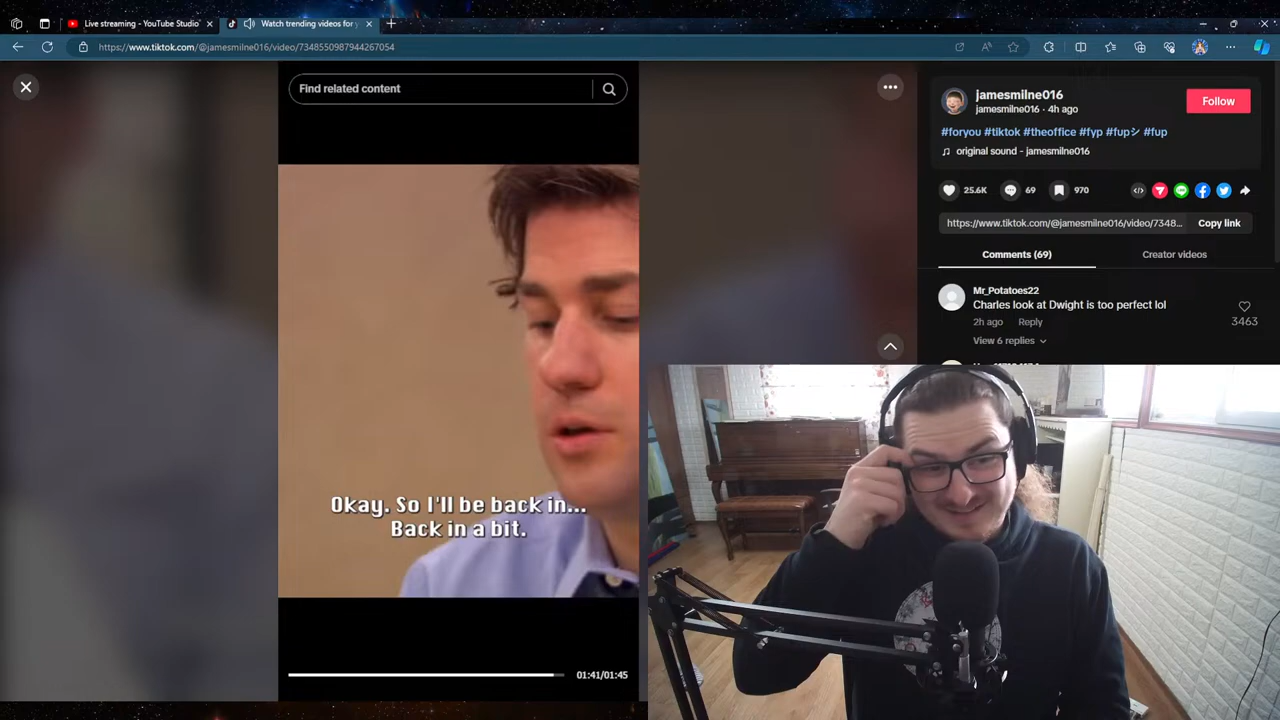 Live streaming - YouTube Studio
Watch trending videos for y
https://www.tiktok.com/@jamesmilne016/video/7348550987944267054
Find related content
Okay. So I'll be back in...
Back in a bit.
01:41/01:45
jamesmilne016
jamesmilne016 · 4h ago
Follow
#foryou #tiktok #theoffice #fyp #fupシ #fup
original sound - jamesmilne016
25.6K
69
970
https://www.tiktok.com/@jamesmilne016/video/7348...
Copy link
Comments (69)
Creator videos
Mr_Potatoes22
Charles look at Dwight is too perfect lol
2h ago Reply
3463
View 6 replies